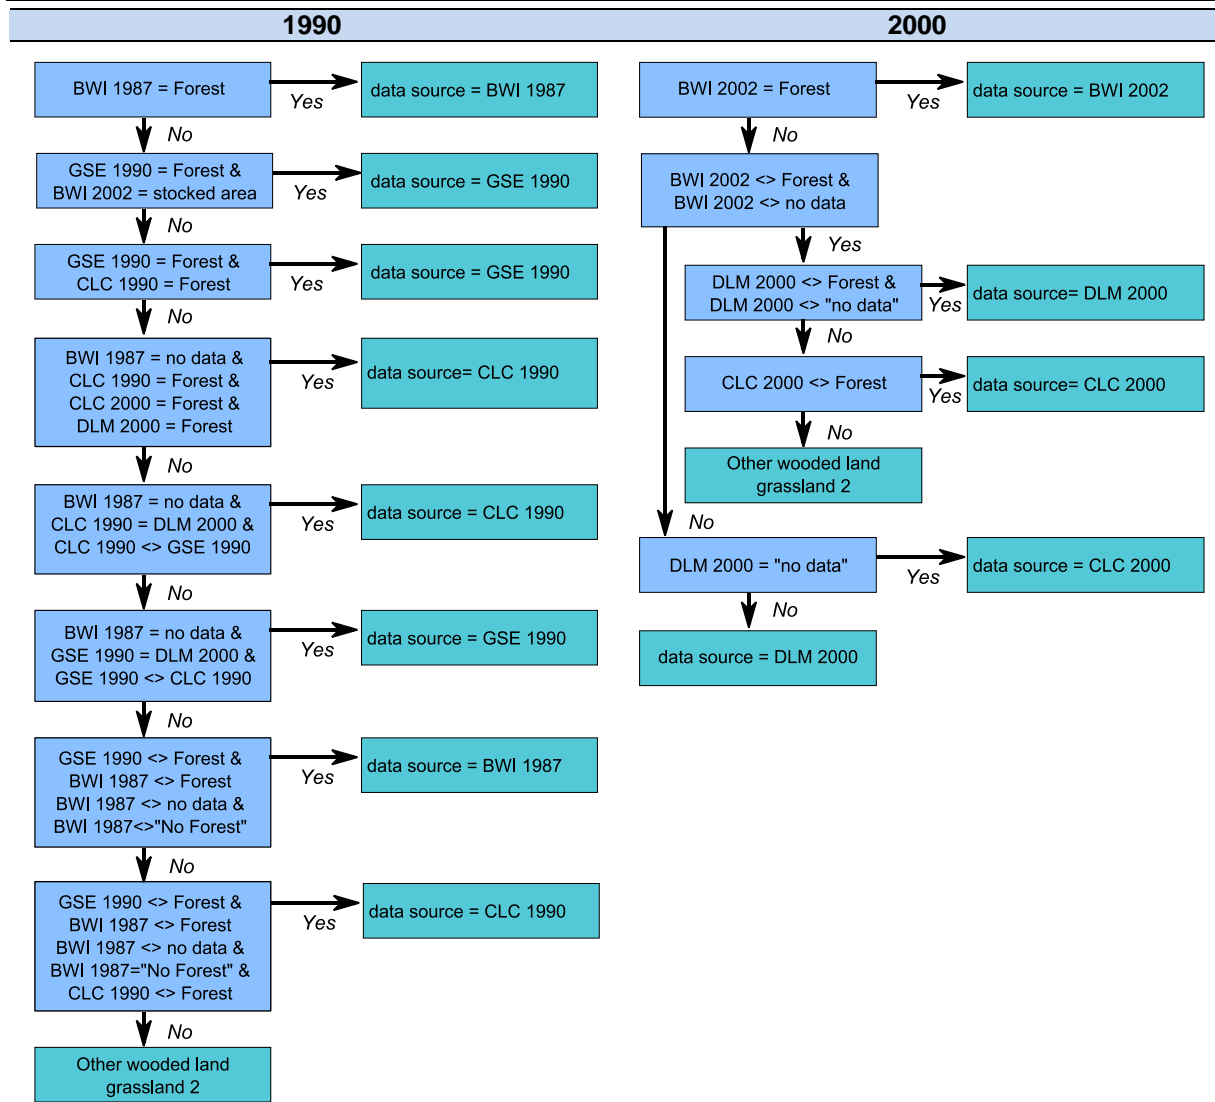 1990
BWI 1987 = Forest
Yes
data source = BWI 1987
No
GSE 1990 = Forest &
BWI 2002 = stocked area
Yes
data source = GSE 1990
No
GSE 1990 = Forest &
CLC 1990 = Forest
Yes
data source = GSE 1990
No
BWI 1987 = no data &
CLC 1990 = Forest &
CLC 2000 = Forest &
DLM 2000 = Forest
Yes
data source= CLC 1990
No
BWI 1987 = no data &
CLC 1990 = DLM 2000 &
CLC 1990 <> GSE 1990
Yes
data source = CLC 1990
No
BWI 1987 = no data &
GSE 1990 = DLM 2000 &
GSE 1990 <> CLC 1990
Yes
data source = GSE 1990
No
GSE 1990 <> Forest &
BWI 1987 <> Forest
BWI 1987 <> no data &
BWI 1987<>"No Forest"
Yes
data source = BWI 1987
No
GSE 1990 <> Forest &
BWI 1987 <> Forest
BWI 1987 <> no data &
BWI 1987="No Forest" &
CLC 1990 <> Forest
Yes
data source = CLC 1990
No
Other wooded land
grassland 2
2000
BWI 2002 = Forest
Yes
data source = BWI 2002
No
BWI 2002 <> Forest &
BWI 2002 <> no data
Yes
DLM 2000 <> Forest &
DLM 2000 <> "no data"
Yes
data source= DLM 2000
No
CLC 2000 <> Forest
Yes
data source= CLC 2000
No
Other wooded land
grassland 2
No
DLM 2000 = "no data"
Yes
data source = CLC 2000
No
data source = DLM 2000